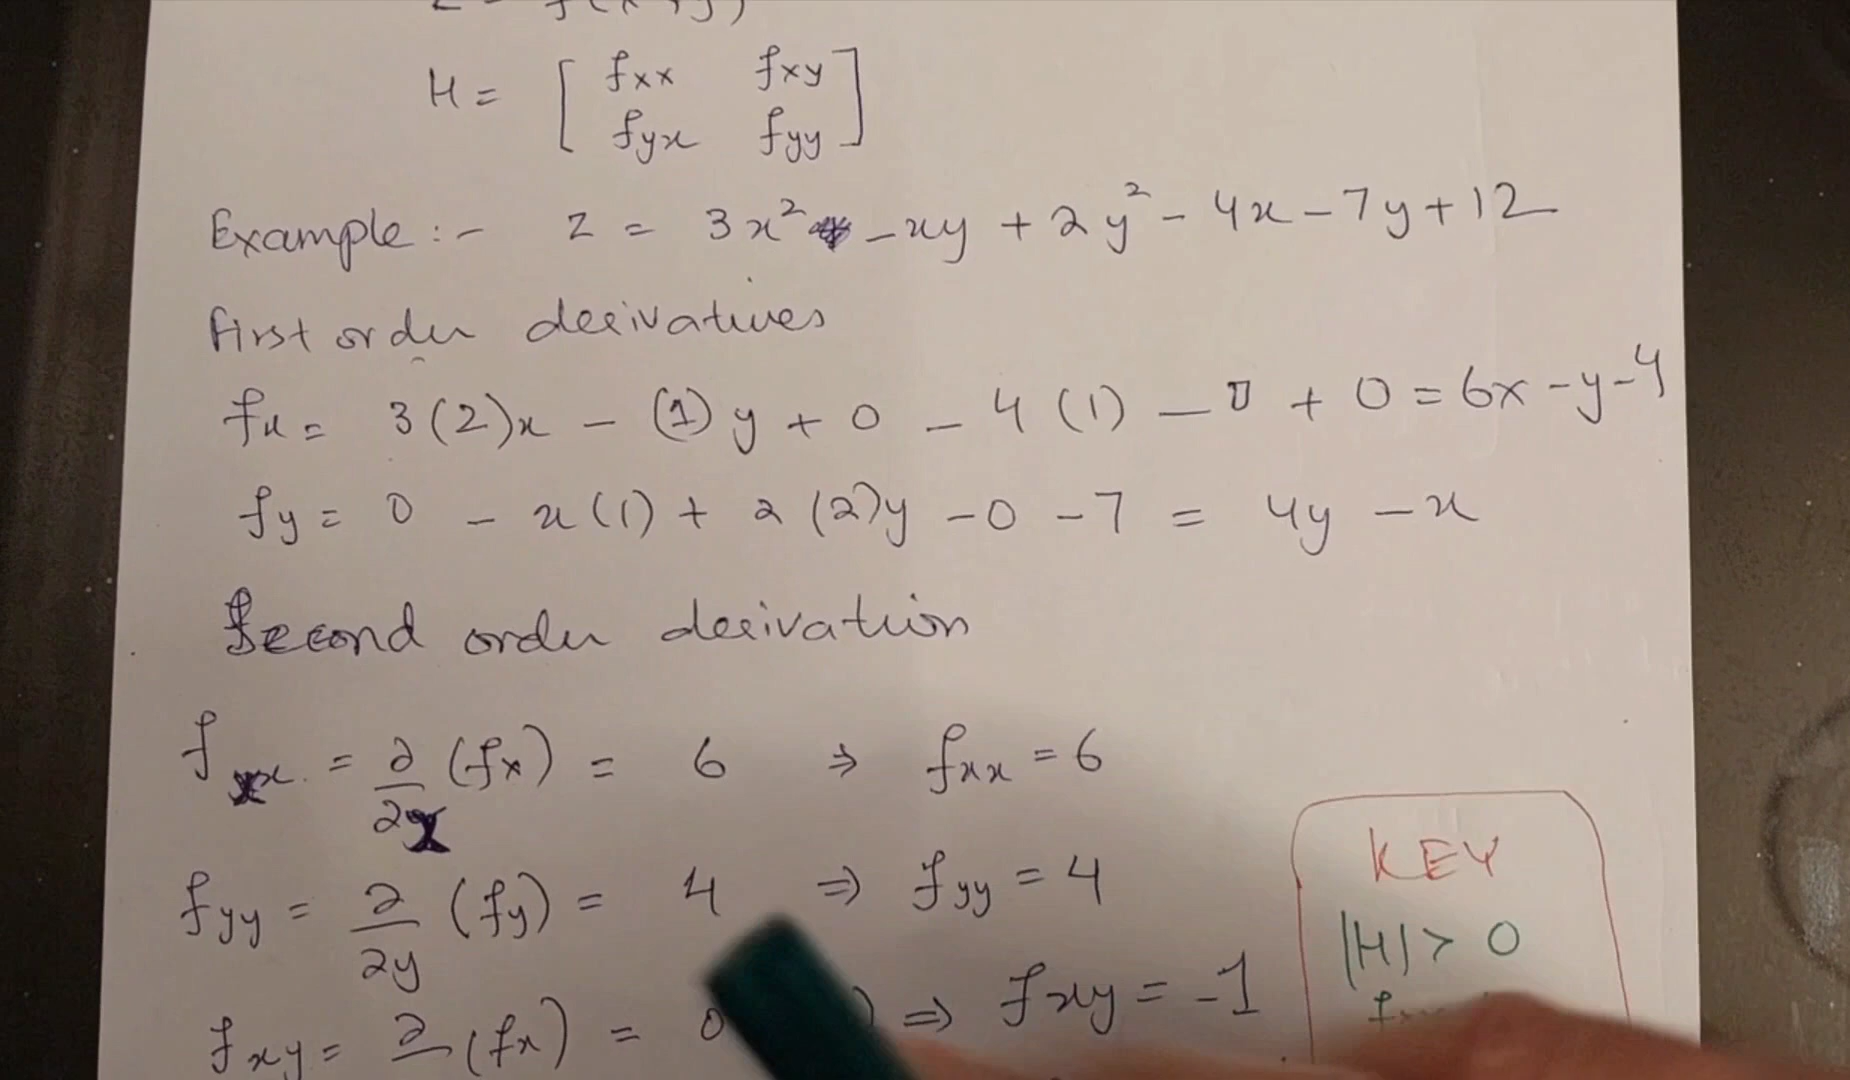 H = [ fxx fxy
fyx fyy ]
Example :- z = 3x² - xy + 2y² - 4x - 7y + 12
first order derivatives
fx = 3(2)x - (1)y + 0 - 4(1) - 0 + 0 = 6x - y - 4
fy = 0 - x(1) + 2(2)y - 0 - 7 = 4y - x
Second order derivation
fxx = ∂/∂x (fx) = 6 ⇒ fxx = 6
fyy = ∂/∂y (fy) = 4 ⇒ fyy = 4
fxy = ∂ (fx) = 0 ) ⇒ fxy = -1
KEY
|H| > 0